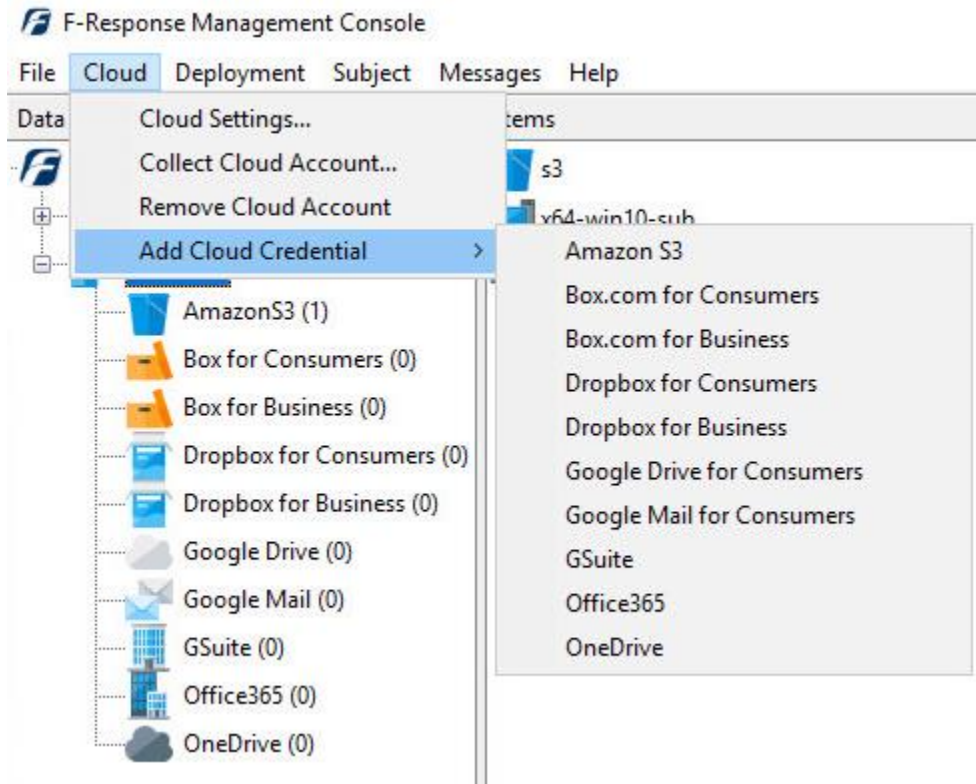 F-Response Management Console
File Cloud Deployment Subject Messages Help
Data
Cloud Settings...
Collect Cloud Account...
Remove Cloud Account
Add Cloud Credential
tems
s3
x64-win10-sub
Amazon S3
Box.com for Consumers
Box.com for Business
Dropbox for Consumers
Dropbox for Business
Google Drive for Consumers
Google Mail for Consumers
GSuite
Office365
OneDrive
AmazonS3 (1)
Box for Consumers (0)
Box for Business (0)
Dropbox for Consumers (0)
Dropbox for Business (0)
Google Drive (0)
Google Mail (0)
GSuite (0)
Office365 (0)
OneDrive (0)